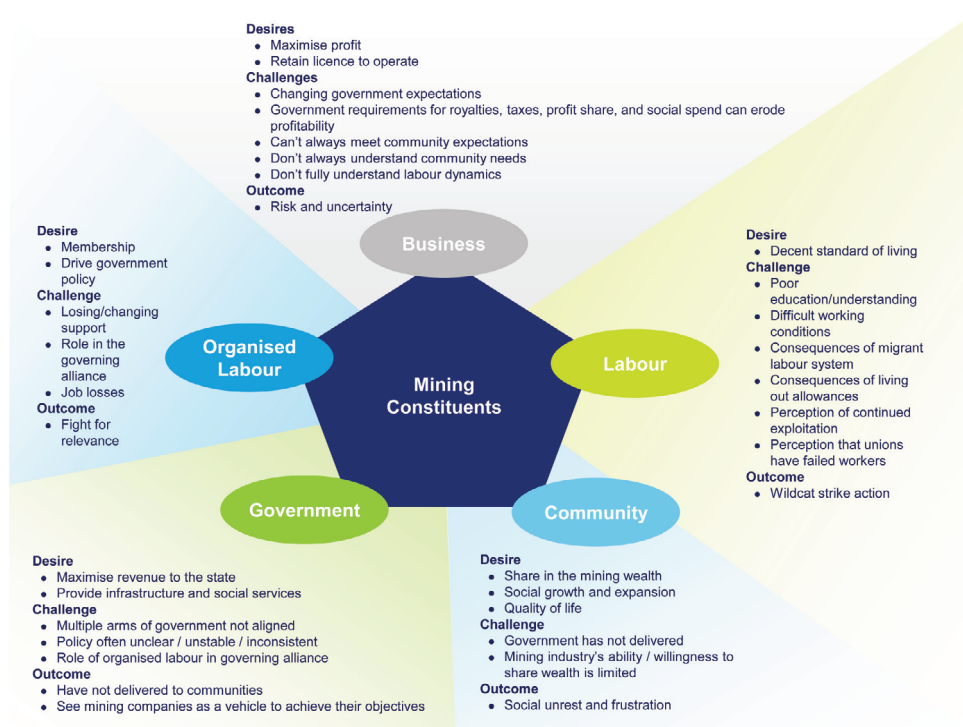 Desires
• Maximise profit
• Retain licence to operate
Challenges
• Changing government expectations
• Government requirements for royalties, taxes, profit share, and social spend can erode
profitability
• Can't always meet community expectations
• Don't always understand community needs
• Don't fully understand labour dynamics
Outcome
• Risk and uncertainty
Business
Desire
• Membership
• Drive government
policy
Challenge
• Losing/changing
support
• Role in the
governing
alliance
• Job losses
Outcome
• Fight for
relevance
Organised
Labour
Mining
Constituents
Labour
Desire
• Decent standard of living
Challenge
• Poor
education/understanding
• Difficult working
conditions
• Consequences of migrant
labour system
• Consequences of living
out allowances
• Perception of continued
exploitation
• Perception that unions
have failed workers
Outcome
• Wildcat strike action
Government
Desire
• Maximise revenue to the state
• Provide infrastructure and social services
Challenge
• Multiple arms of government not aligned
• Policy often unclear / unstable / inconsistent
• Role of organised labour in governing alliance
Outcome
• Have not delivered to communities
• See mining companies as a vehicle to achieve their objectives
Community
Desire
• Share in the mining wealth
• Social growth and expansion
• Quality of life
Challenge
• Government has not delivered
• Mining industry's ability / willingness to
share wealth is limited
Outcome
• Social unrest and frustration